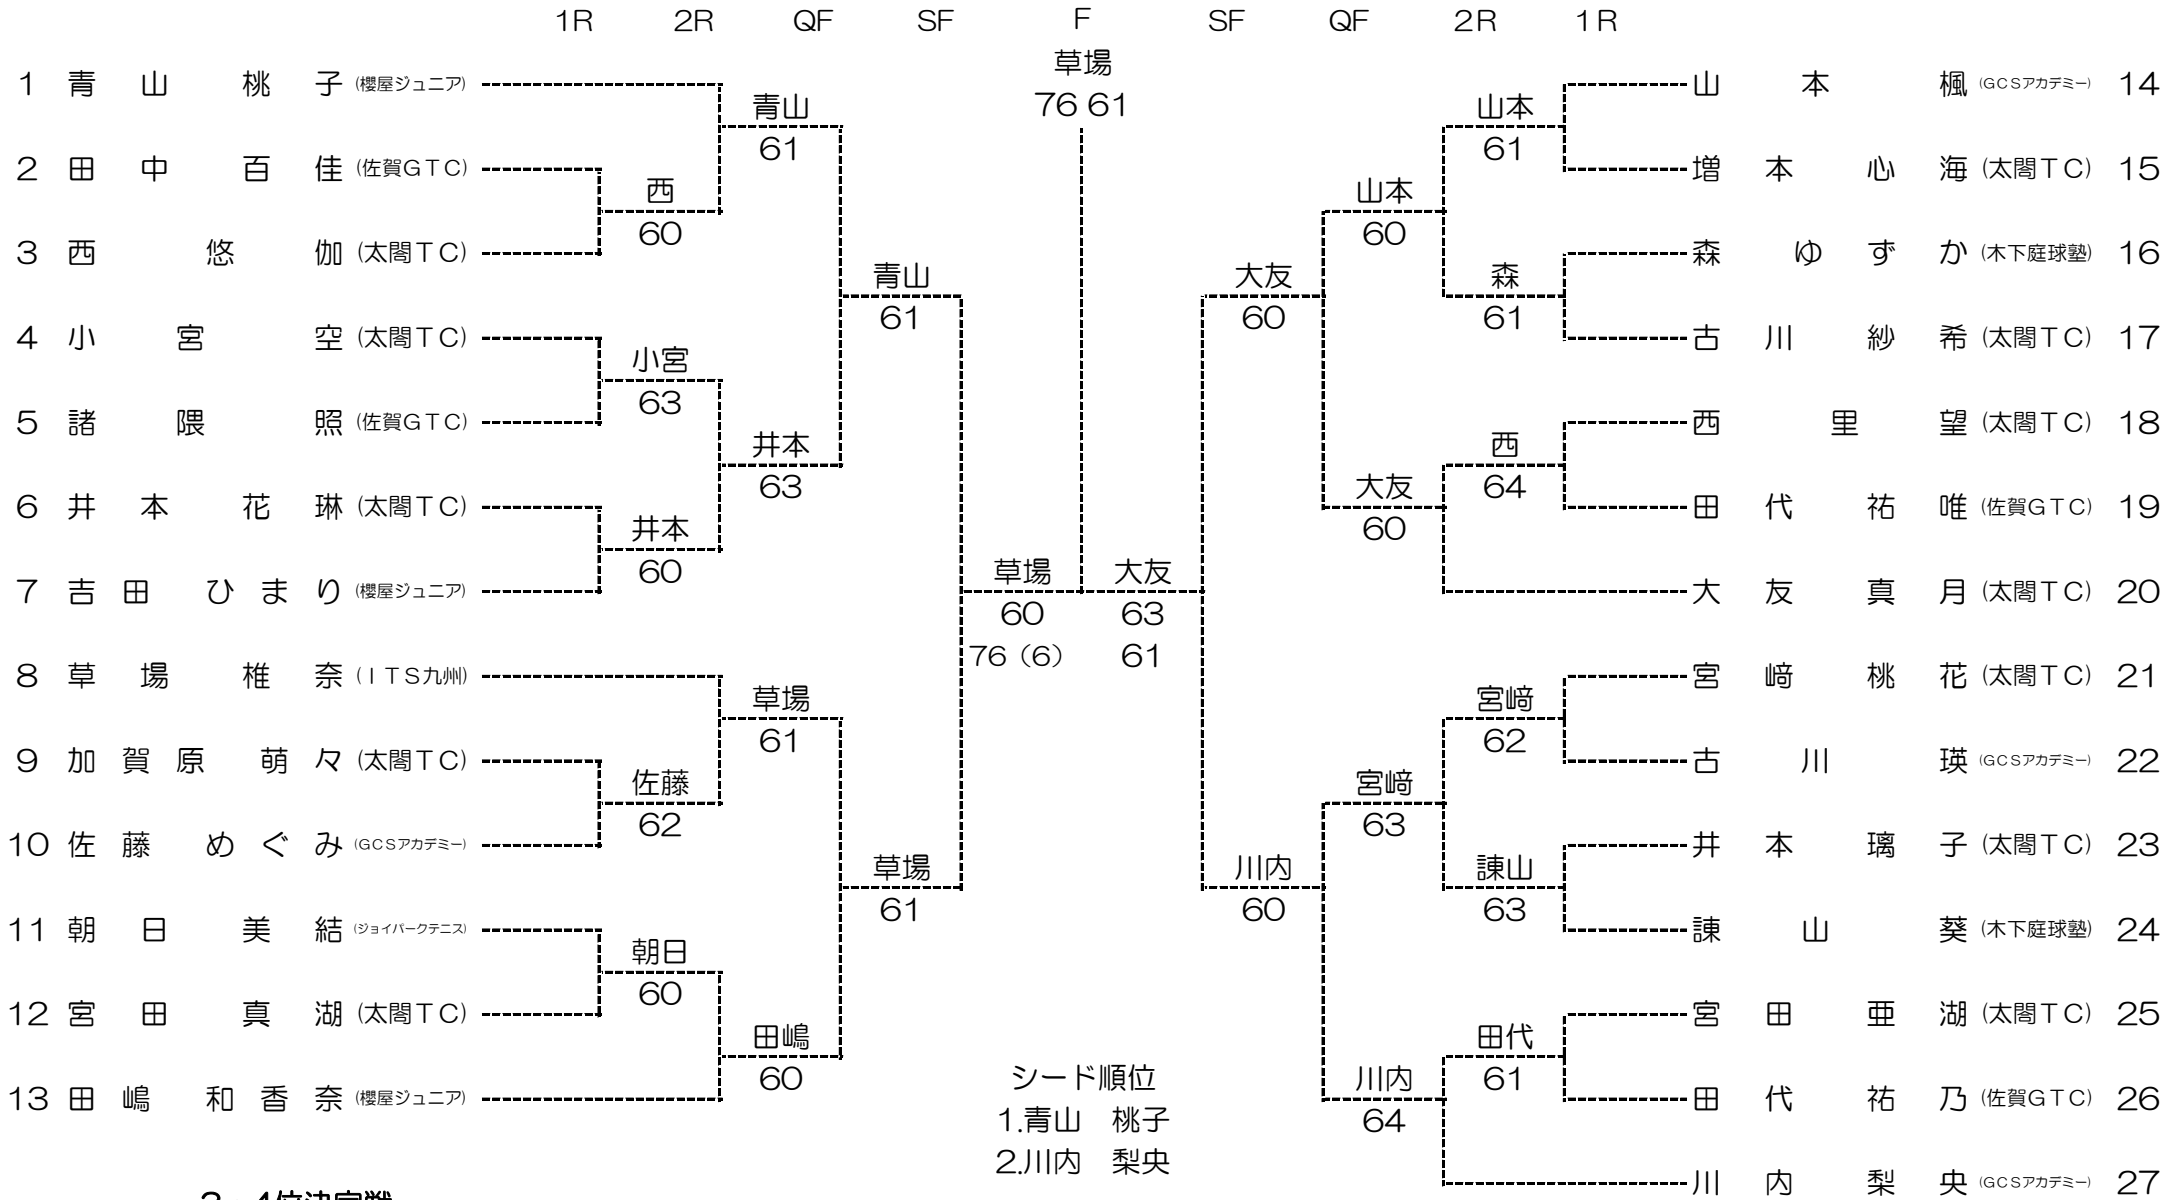 1R 2R QF SF F SF QF 2R 1R
草場
76 61
1 青山 桃子 (櫻屋ジュニア)
2 田中 百佳 (佐賀GTC)
3 西 悠伽 (太閤TC)
4 小宮 空 (太閤TC)
5 諸隈 照 (佐賀GTC)
6 井本 花琳 (太閤TC)
7 吉田 ひまり (櫻屋ジュニア)
8 草場 椎奈 (ITS九州)
9 加賀原 萌々 (太閤TC)
10 佐藤 めぐみ (GCSアカデミー)
11 朝日 美結 (ジョイパークテニス)
12 宮田 真湖 (太閤TC)
13 田嶋 和香奈 (櫻屋ジュニア)
西
60
小宮
63
井本
60
佐藤
62
朝日
60
青山
61
井本
63
草場
61
田嶋
60
青山
61
草場
61
草場
60
76(6)
大友
63
61
大友
60
川内
60
山本
60
大友
60
宮﨑
63
川内
64
山本
61
森
61
西
64
宮﨑
62
諌山
63
田代
61
山本 楓 (GCSアカデミー) 14
増本 心海 (太閤TC) 15
森 ゆずか (木下庭球塾) 16
古川 紗希 (太閤TC) 17
西 里望 (太閤TC) 18
田代 祐唯 (佐賀GTC) 19
大友 真月 (太閤TC) 20
宮﨑 桃花 (太閤TC) 21
古川 瑛 (GCSアカデミー) 22
井本 璃子 (太閤TC) 23
諌山 葵 (木下庭球塾) 24
宮田 亜湖 (太閤TC) 25
田代 祐乃 (佐賀GTC) 26
川内 梨央 (GCSアカデミー) 27
シード順位
1.青山 桃子
2.川内 梨央